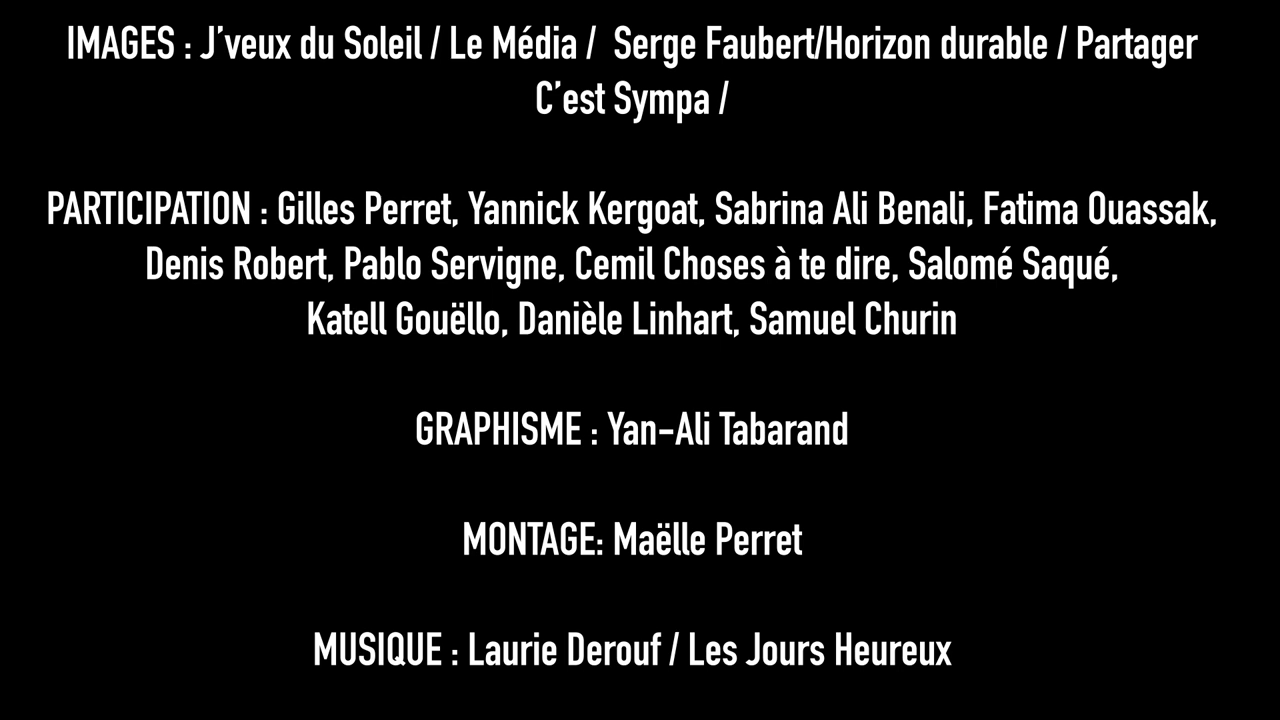 IMAGES : J’veux du Soleil / Le Média /  Serge Faubert/Horizon durable / Partager
C’est Sympa /
PARTICIPATION : Gilles Perret, Yannick Kergoat, Sabrina Ali Benali, Fatima Ouassak,
Denis Robert, Pablo Servigne, Cemil Choses à te dire, Salomé Saqué,
Katell Gouëllo, Danièle Linhart, Samuel Churin
GRAPHISME : Yan-Ali Tabarand
MONTAGE: Maëlle Perret
MUSIQUE : Laurie Derouf / Les Jours Heureux